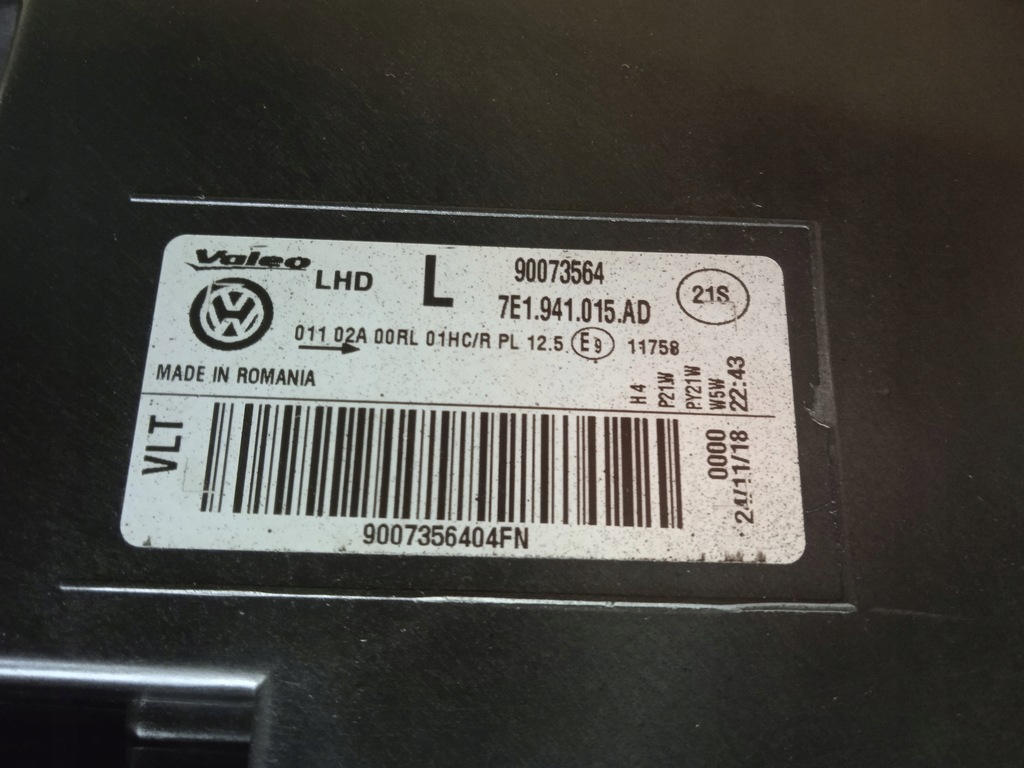 Valeo
LHD L 90073564
7E1.941.015.AD 21S
011 02A 00RL 01HC/R PL 12.5 E9 11758
MADE IN ROMANIA
H4
P21W
PY21W
W5W
22:43
VLT
0000
24/11/18
9007356404FN